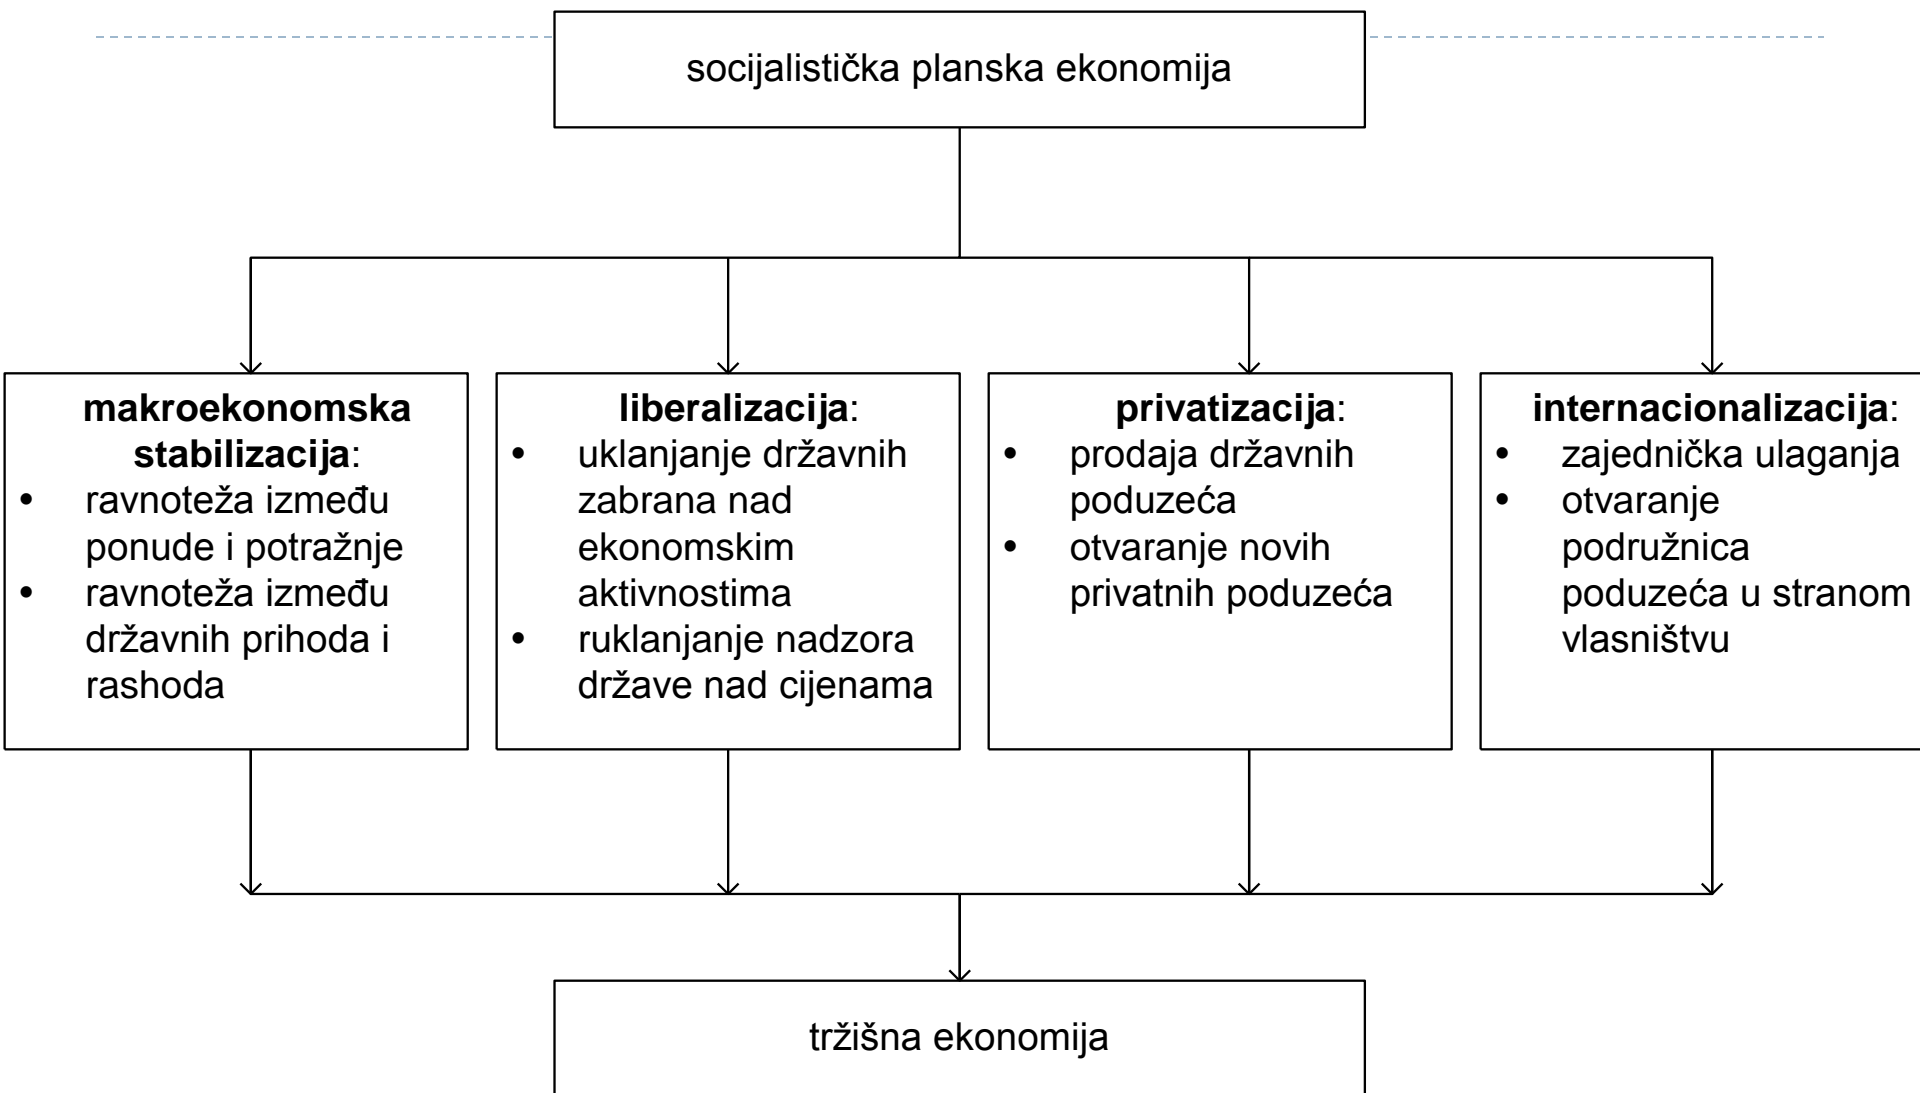 socijalistička planska ekonomija
makroekonomska
stabilizacija:
• ravnoteža između
ponude i potražnje
• ravnoteža između
državnih prihoda i
rashoda
liberalizacija:
• uklanjanje državnih
zabrana nad
ekonomskim
aktivnostima
• ruklanjanje nadzora
države nad cijenama
privatizacija:
• prodaja državnih
poduzeća
• otvaranje novih
privatnih poduzeća
internacionalizacija:
• zajednička ulaganja
• otvaranje
podružnica
poduzeća u stranom
vlasništvu
tržišna ekonomija